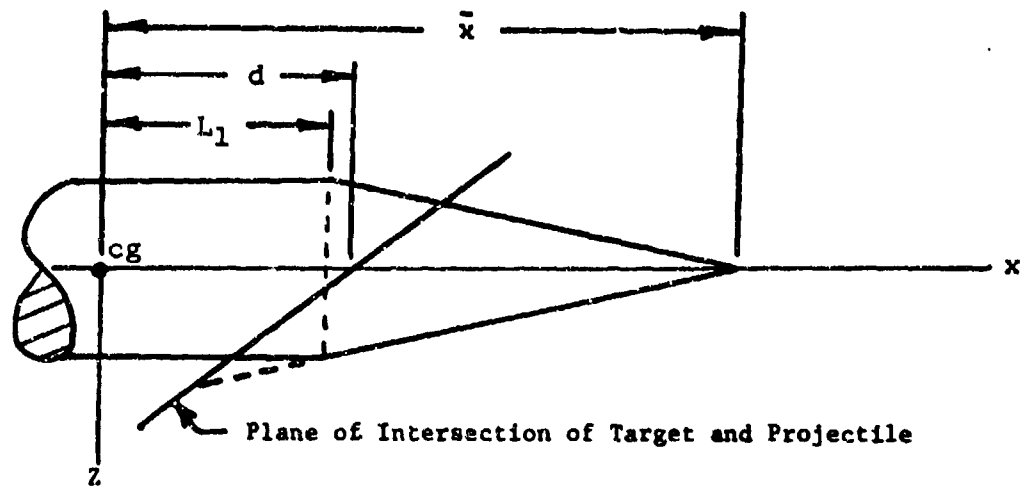 x̄
d
L1
cg
x
Z
Plane of Intersection of Target and Projectile